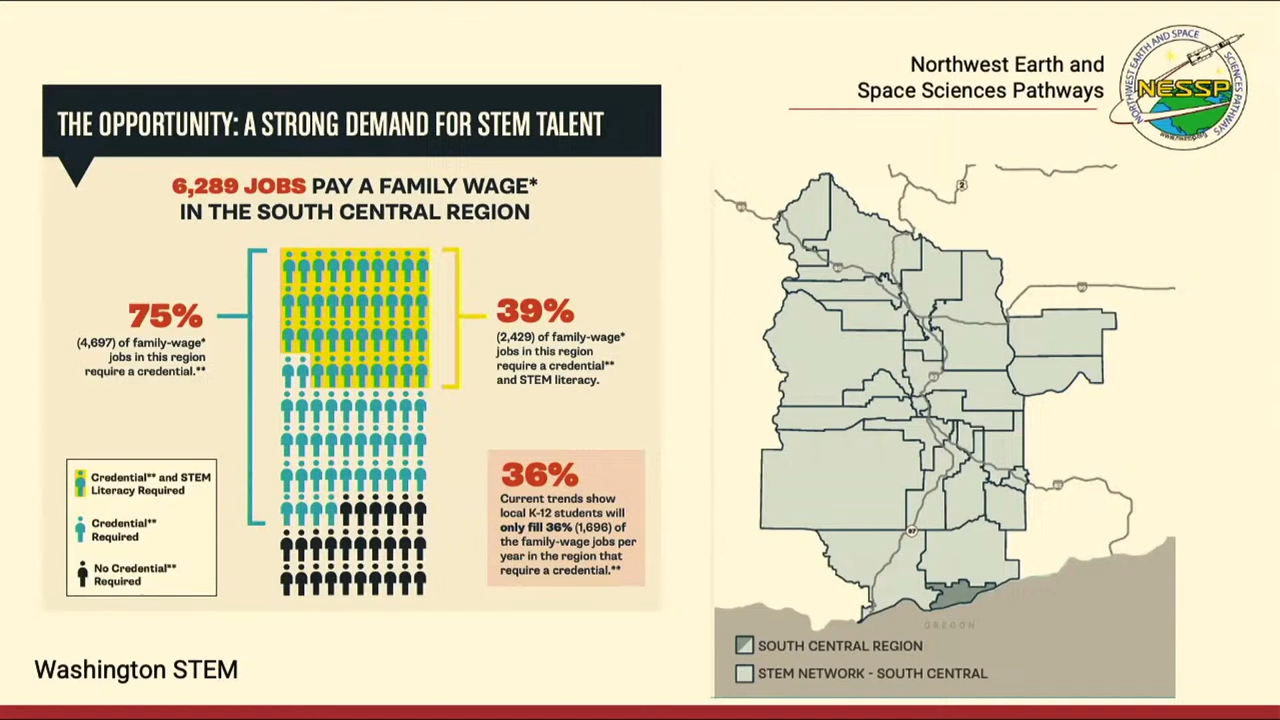 Northwest Earth and
Space Sciences Pathways
NORTHWEST EARTH AND SPACE
SCIENCES PATHWAYS
NESSP
THE OPPORTUNITY: A STRONG DEMAND FOR STEM TALENT
6,289 JOBS PAY A FAMILY WAGE*
IN THE SOUTH CENTRAL REGION
75%
(4,697) of family-wage*
jobs in this region
require a credential.**
39%
(2,429) of family-wage*
jobs in this region
require a credential**
and STEM literacy.
Credential** and STEM
Literacy Required
Credential**
Required
No Credential**
Required
36%
Current trends show
local K-12 students will
only fill 36% (1,696) of
the family-wage jobs per
year in the region that
require a credential.**
2
97
OREGON
SOUTH CENTRAL REGION
STEM NETWORK - SOUTH CENTRAL
Washington STEM